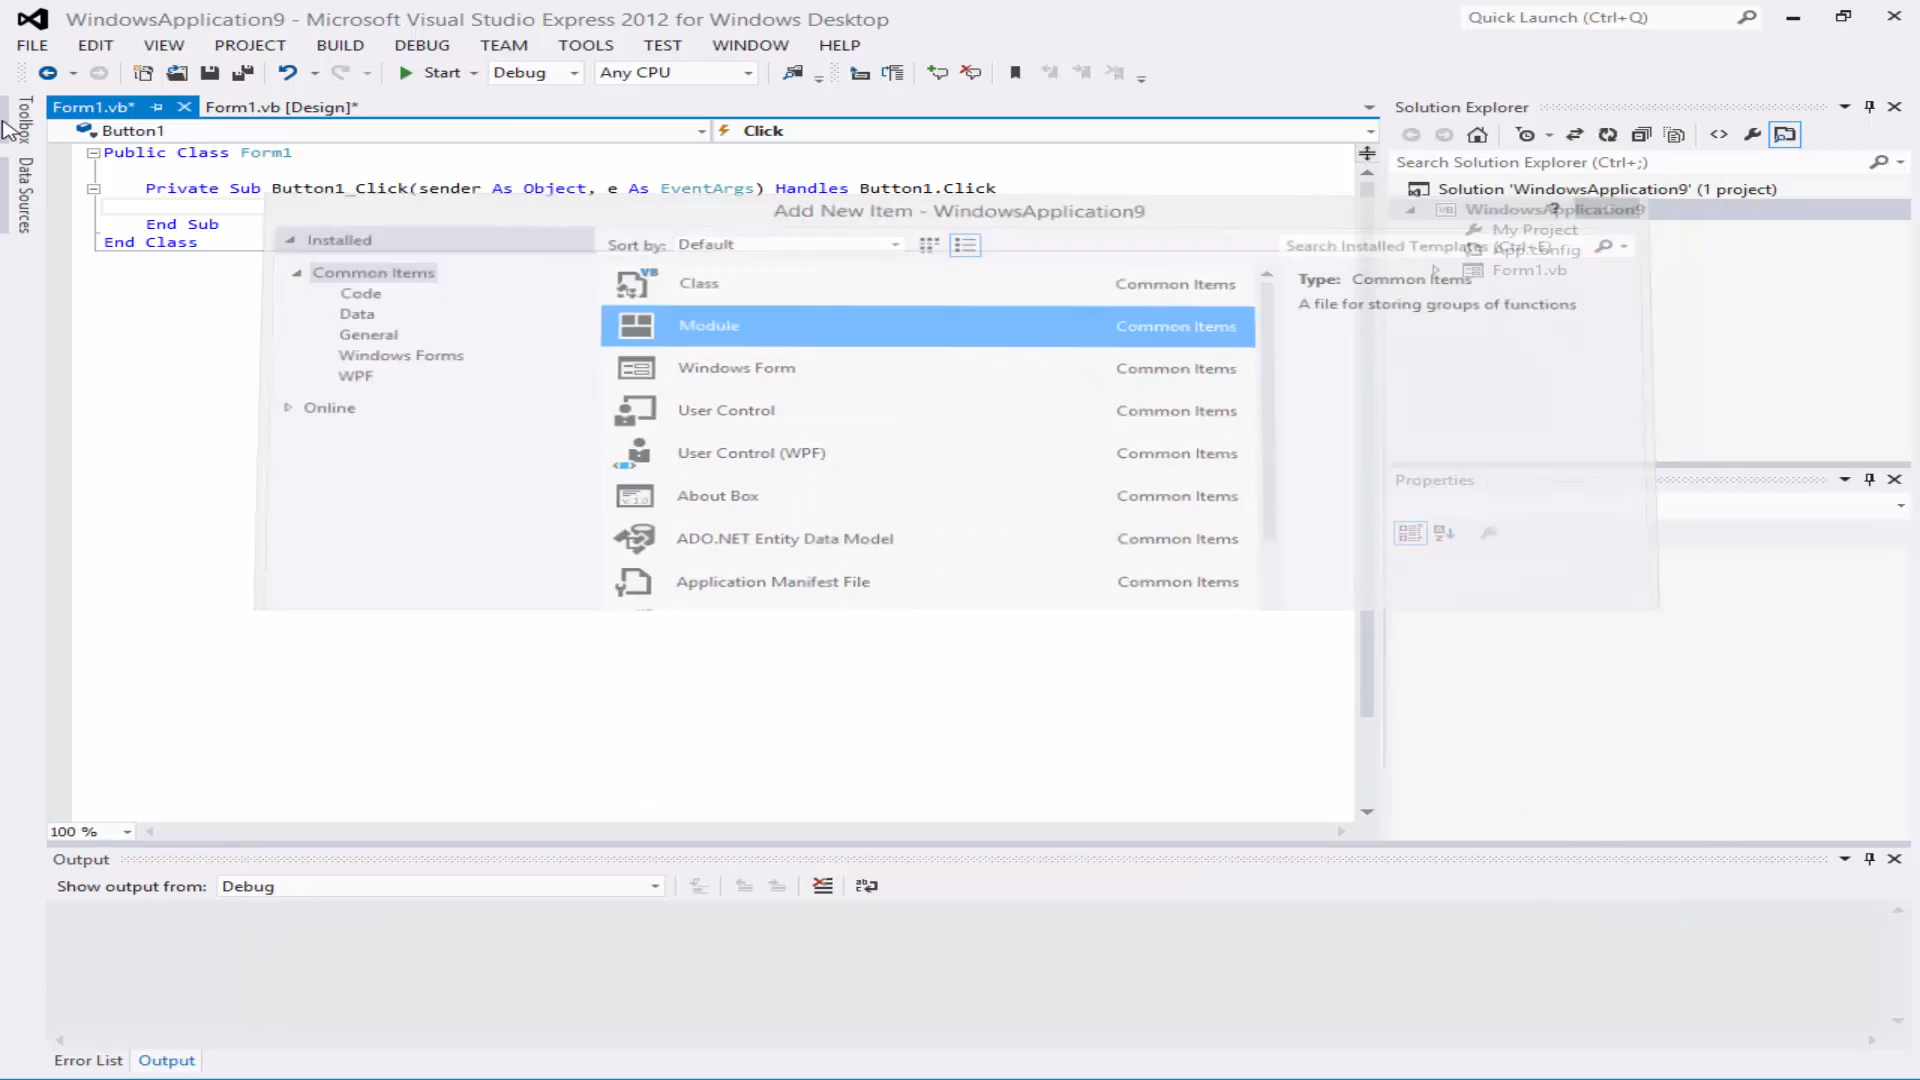 WindowsApplication9 - Microsoft Visual Studio Express 2012 for Windows Desktop
Quick Launch (Ctrl+Q)
FILE EDIT VIEW PROJECT BUILD DEBUG TEAM TOOLS TEST WINDOW HELP
Start Debug Any CPU
Toolbox
Data Sources
Form1.vb* Form1.vb [Design]*
Button1 Click
Public Class Form1
Private Sub Button1_Click(sender As Object, e As EventArgs) Handles Button1.Click
End Sub
End Class
Add New Item - WindowsApplication9 ?
Installed
Common Items
Code
Data
General
Windows Forms
WPF
Online
Sort by: Default
Search Installed Templates (Ctrl+E)
VB Class Common Items
Module Common Items
Windows Form Common Items
User Control Common Items
User Control (WPF) Common Items
About Box Common Items
ADO.NET Entity Data Model Common Items
Application Manifest File Common Items
Type: Common Items
A file for storing groups of functions
Solution Explorer
Search Solution Explorer (Ctrl+;)
Solution 'WindowsApplication9' (1 project)
VB WindowsApplication9
My Project
App.config
Form1.vb
Properties
100 %
Output
Show output from: Debug
Error List Output